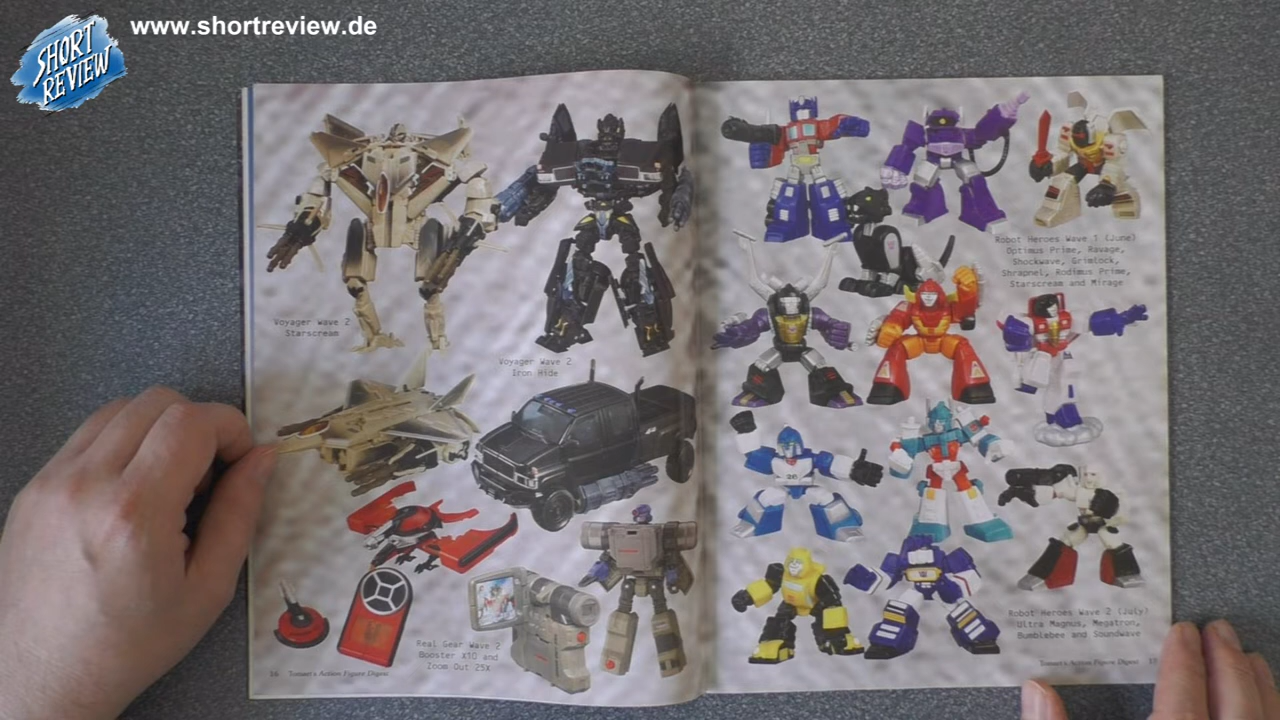 SHORT
REVIEW
www.shortreview.de
Voyager Wave 2
Starscream
Voyager Wave 2
Iron Hide
Real Gear Wave 2
Booster X10 and
Zoom Out 25X
16 Tomart's Action Figure Digest
Robot Heroes Wave 1 (June)
Optimus Prime, Ravage,
Shockwave, Grimlock,
Shrapnel, Rodimus Prime,
Starscream and Mirage
26
Robot Heroes Wave 2 (July)
Ultra Magnus, Megatron,
Bumblebee and Soundwave
Tomart's Action Figure Digest 17